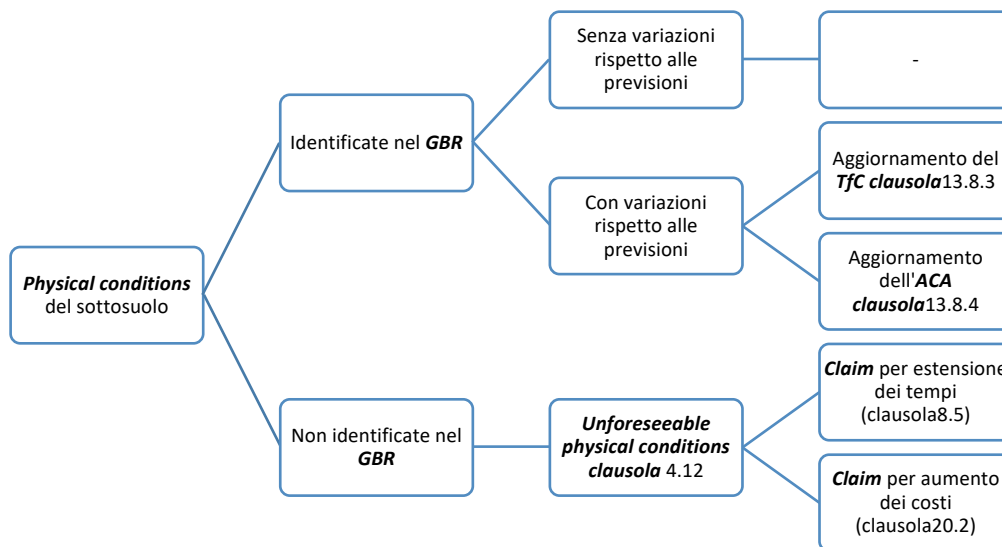 Physical conditions
del sottosuolo
Identificate nel GBR
Senza variazioni
rispetto alle
previsioni
-
Con variazioni
rispetto alle
previsioni
Aggiornamento del
TfC clausola13.8.3
Aggiornamento
dell'ACA
clausola13.8.4
Non identificate nel
GBR
Unforeseeable
physical conditions
clausola 4.12
Claim per estensione
dei tempi
(clausola8.5)
Claim per aumento
dei costi
(clausola20.2)